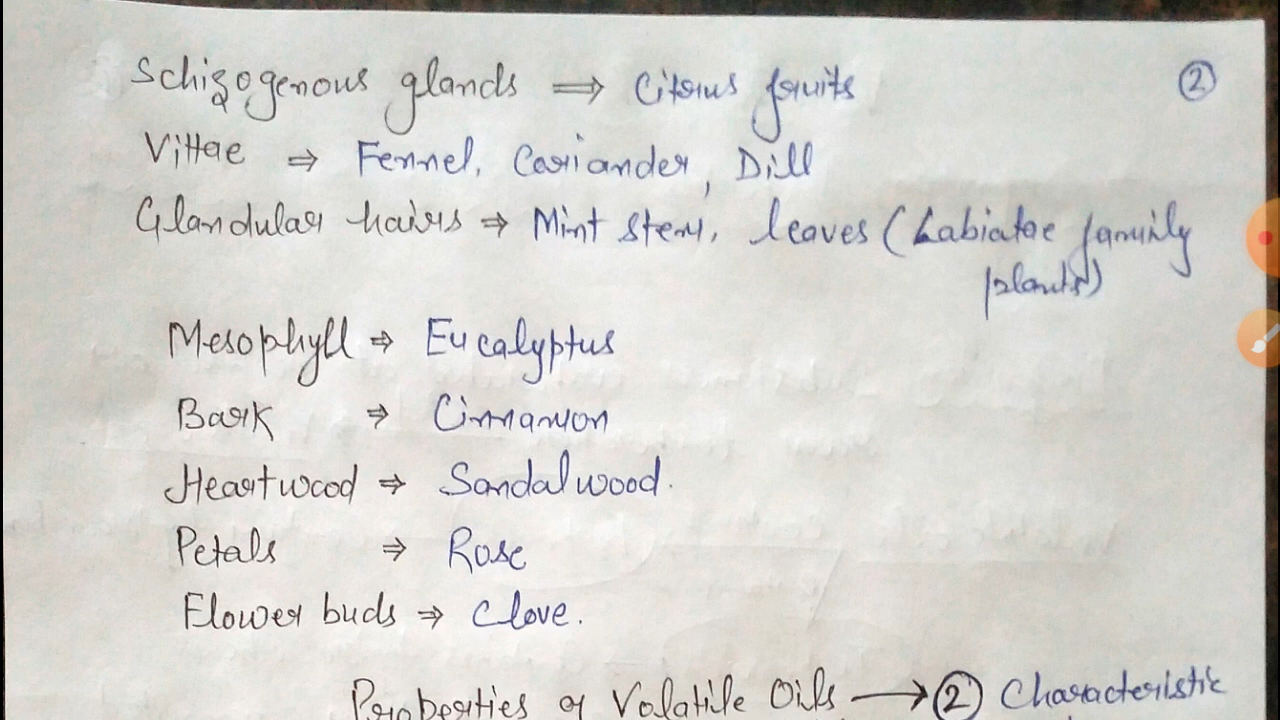 ②
Schizogenous glands ⇒ Citrus fruits
Vittae ⇒ Fennel, Coriander, Dill
Glandular hairs ⇒ Mint stem, leaves (Labiatae family
plants)
Mesophyll ⇒ Eucalyptus
Bark ⇒ Cinnamon
Heartwood ⇒ Sandalwood.
Petals ⇒ Rose
Flower buds ⇒ Clove.
Properties of Volatile Oils → ② Characteristic